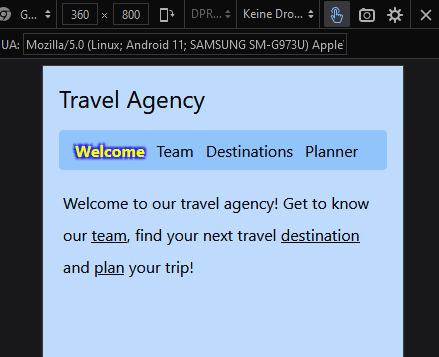 G... 360 × 800 DPR... Keine Dro...
UA: Mozilla/5.0 (Linux; Android 11; SAMSUNG SM-G973U) Apple
Travel Agency
Welcome Team Destinations Planner
Welcome to our travel agency! Get to know
our team, find your next travel destination
and plan your trip!